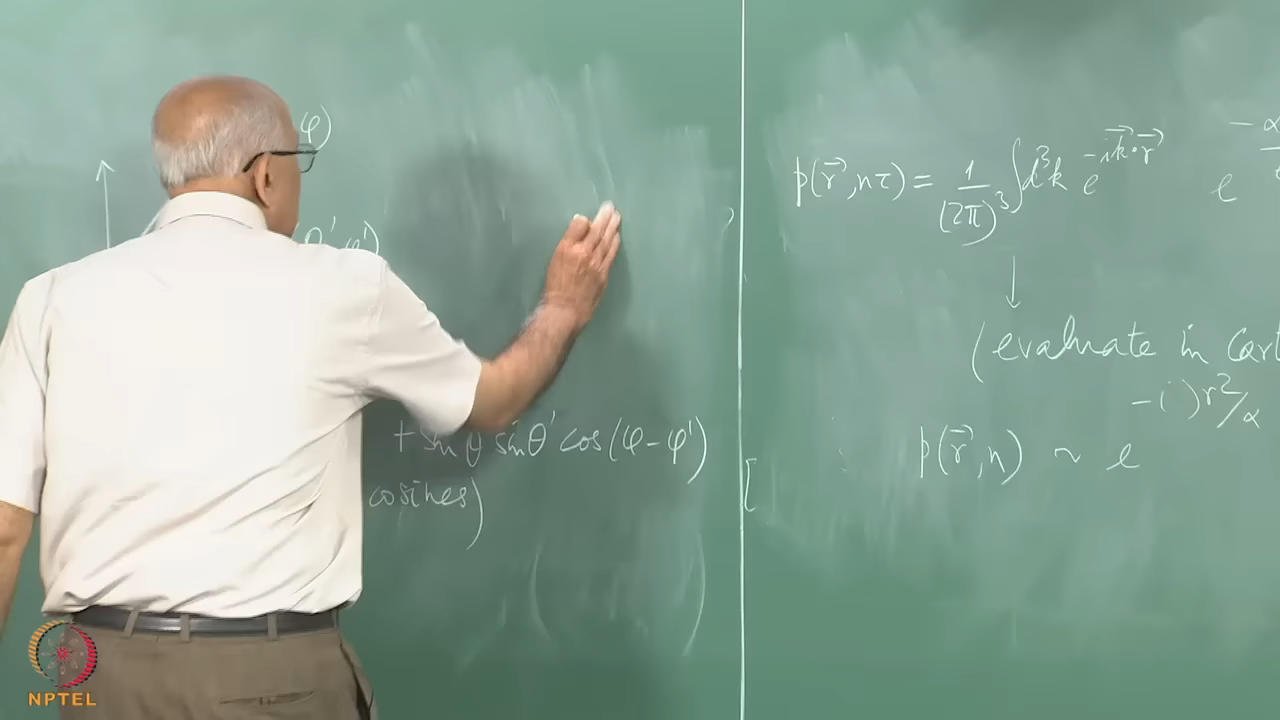 φ)
θ', φ')
+ sin θ sin θ' cos(φ−φ')
cosines)
p(r⃗, nτ) = 1/(2π)³ ∫d³k e^{−ik⃗·r⃗} e^{−α
(evaluate in Cart
p(r⃗, n) ~ e^{−( )r²/α}
NPTEL